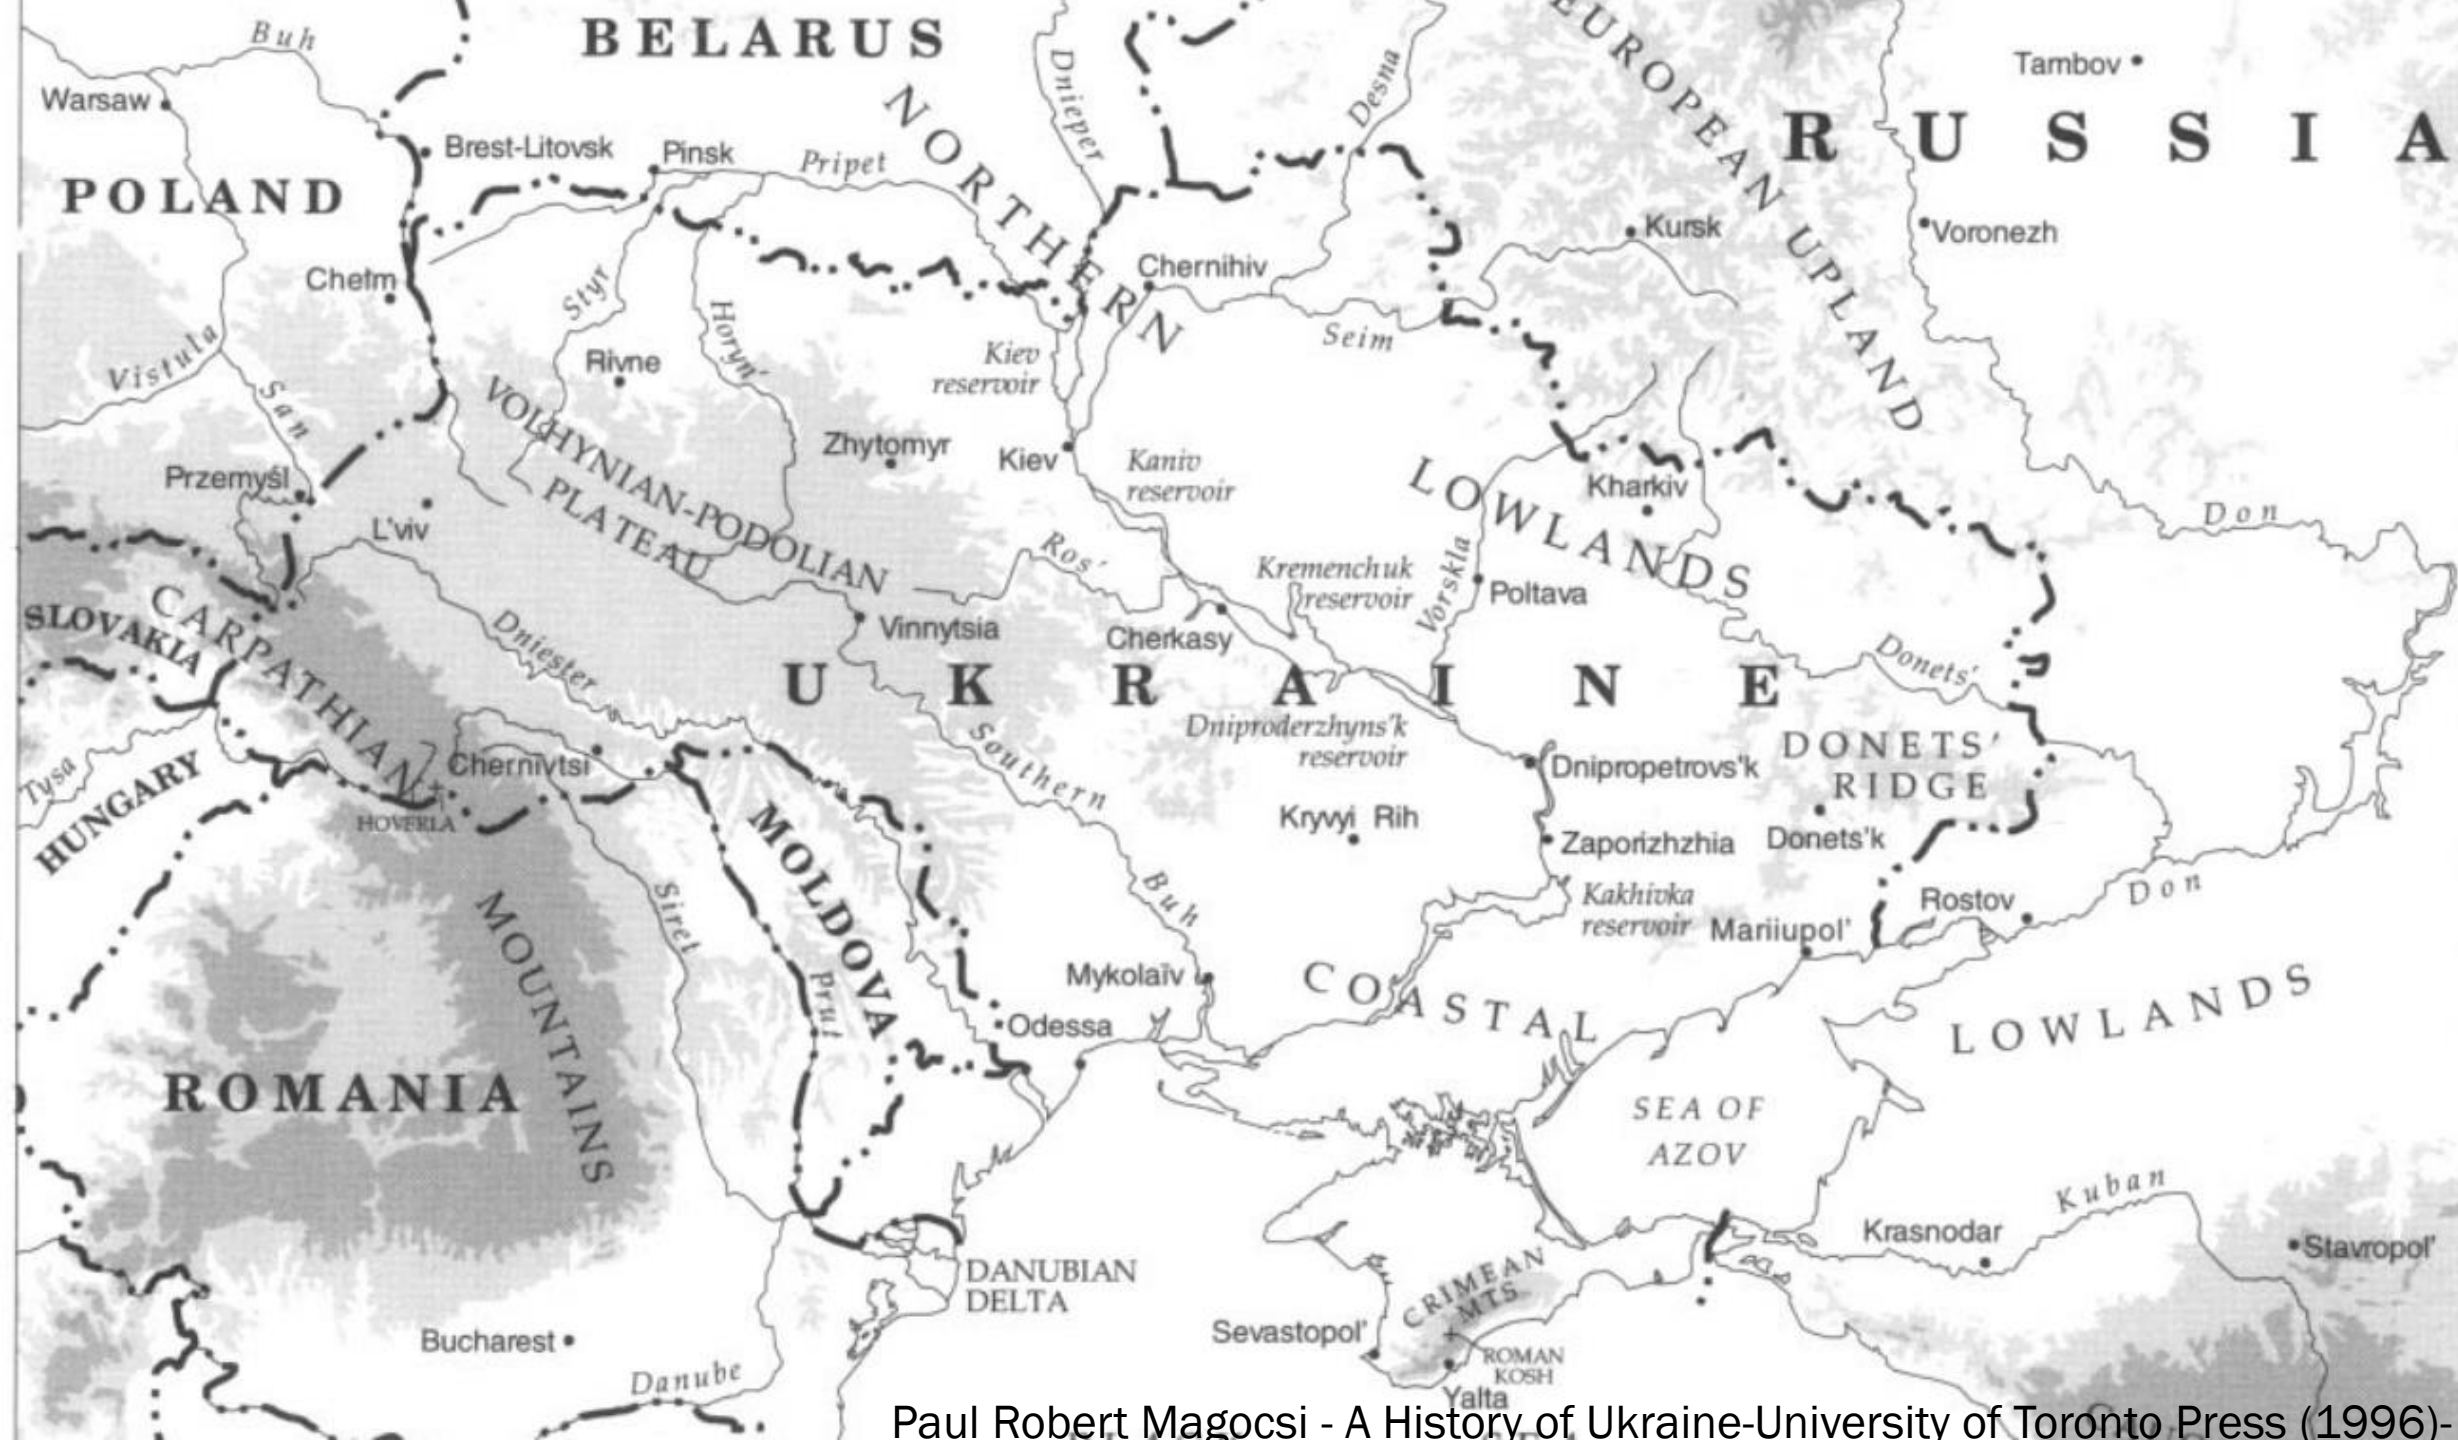 BELARUS
Buh
Warsaw
POLAND
Brest-Litovsk
Pinsk
Pripet
Dnieper
Desna
NORTHERN
EUROPEAN UPLAND
Tambov
RUSSIA
Kursk
Voronezh
Chełm
Chernihiv
Seim
Styr
Horyn'
Rivne
Vistula
San
Kiev
reservoir
VOLHYNIAN-PODOLIAN
PLATEAU
Zhytomyr
Kiev
Kaniv
reservoir
LOWLANDS
Kharkiv
Don
Przemyśl
L'viv
Ros'
Kremenchuk
reservoir
Vorskla
Poltava
CARPATHIAN
SLOVAKIA
Dniester
Vinnytsia
Cherkasy
UKRAINE
Donets'
Tysa
HUNGARY
Chernivtsi
HOVERLA
Southern
Dniproderzhyns'k
reservoir
Dnipropetrovs'k
DONETS'
RIDGE
Kryvyi Rih
Zaporizhzhia
Donets'k
MOLDOVA
MOUNTAINS
Siret
Prut
Buh
Kakhivka
reservoir
Mariiupol'
Rostov
Don
Mykolaïv
COASTAL
LOWLANDS
Odessa
ROMANIA
SEA OF
AZOV
Kuban
Krasnodar
Stavropol'
DANUBIAN
DELTA
CRIMEAN
MTS
Bucharest
Danube
Sevastopol'
ROMAN
KOSH
Yalta
Paul Robert Magocsi - A History of Ukraine-University of Toronto Press (1996)-